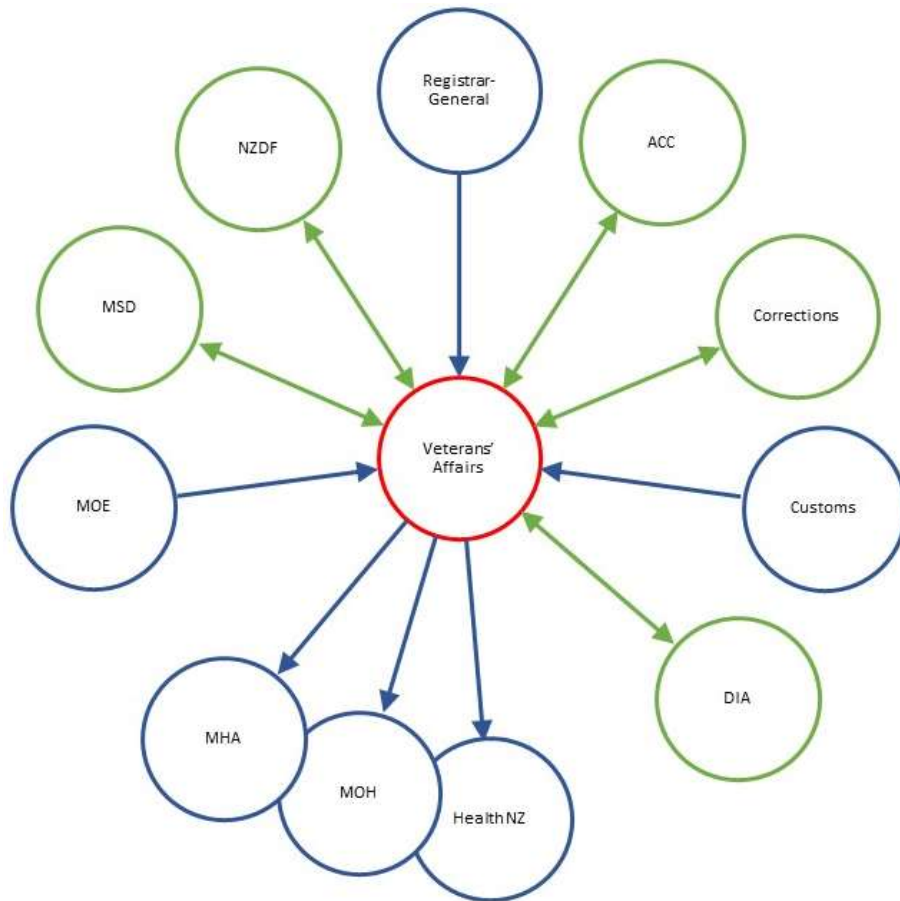 Registrar-
General
NZDF
ACC
MSD
Corrections
Veterans’
Affairs
MOE
Customs
DIA
MHA
MOH
Health NZ